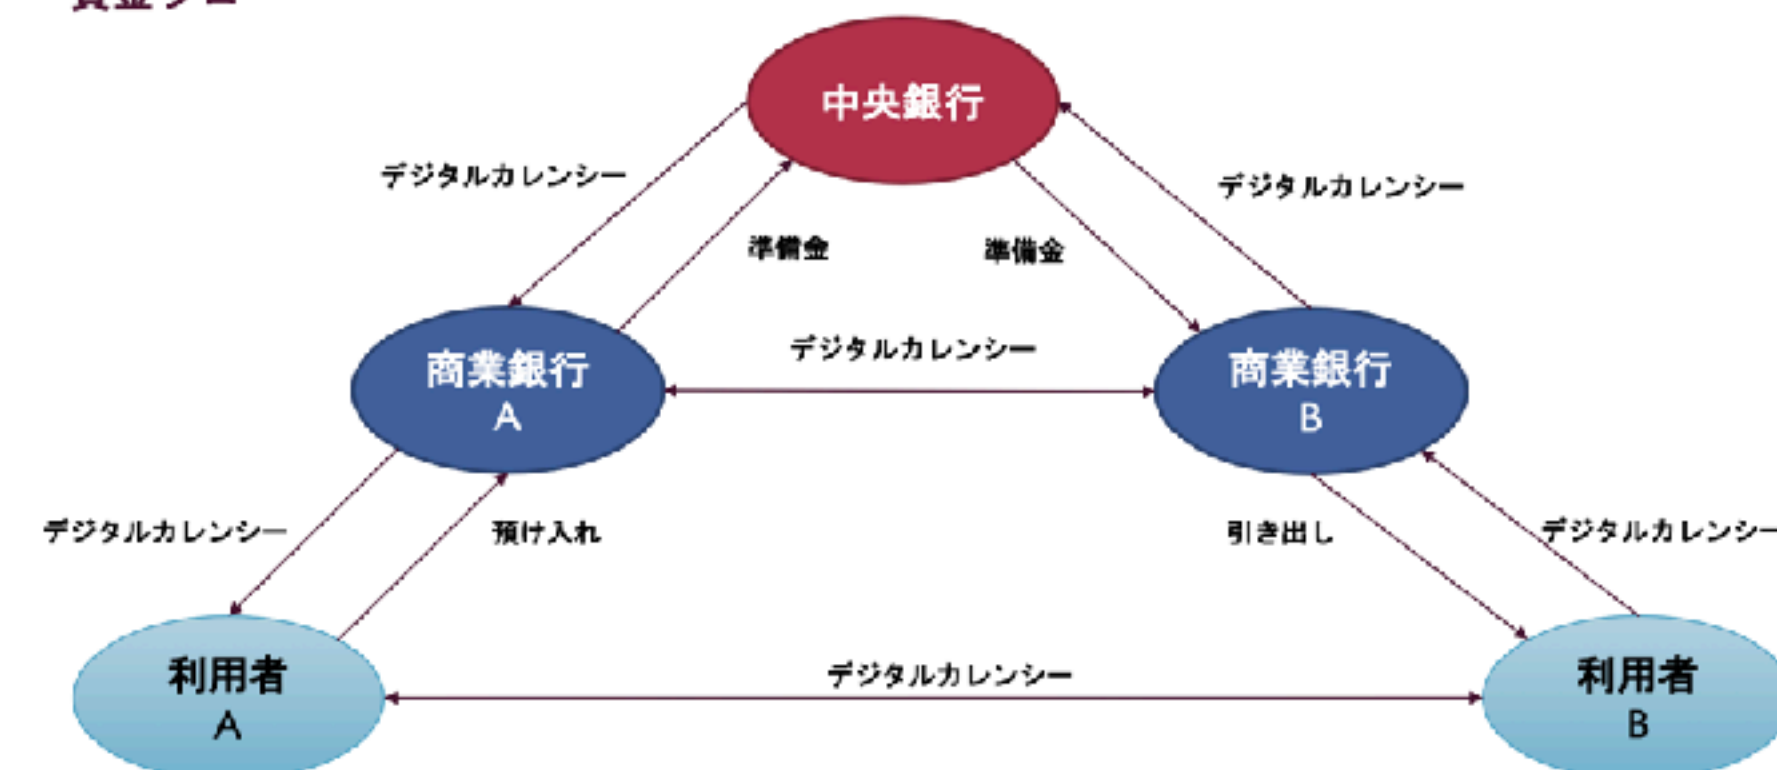 中央銀行
デジタルカレンシー
デジタルカレンシー
準備金
準備金
デジタルカレンシー
商業銀行
A
商業銀行
B
デジタルカレンシー
預け入れ
引き出し
デジタルカレンシー
デジタルカレンシー
利用者
A
利用者
B